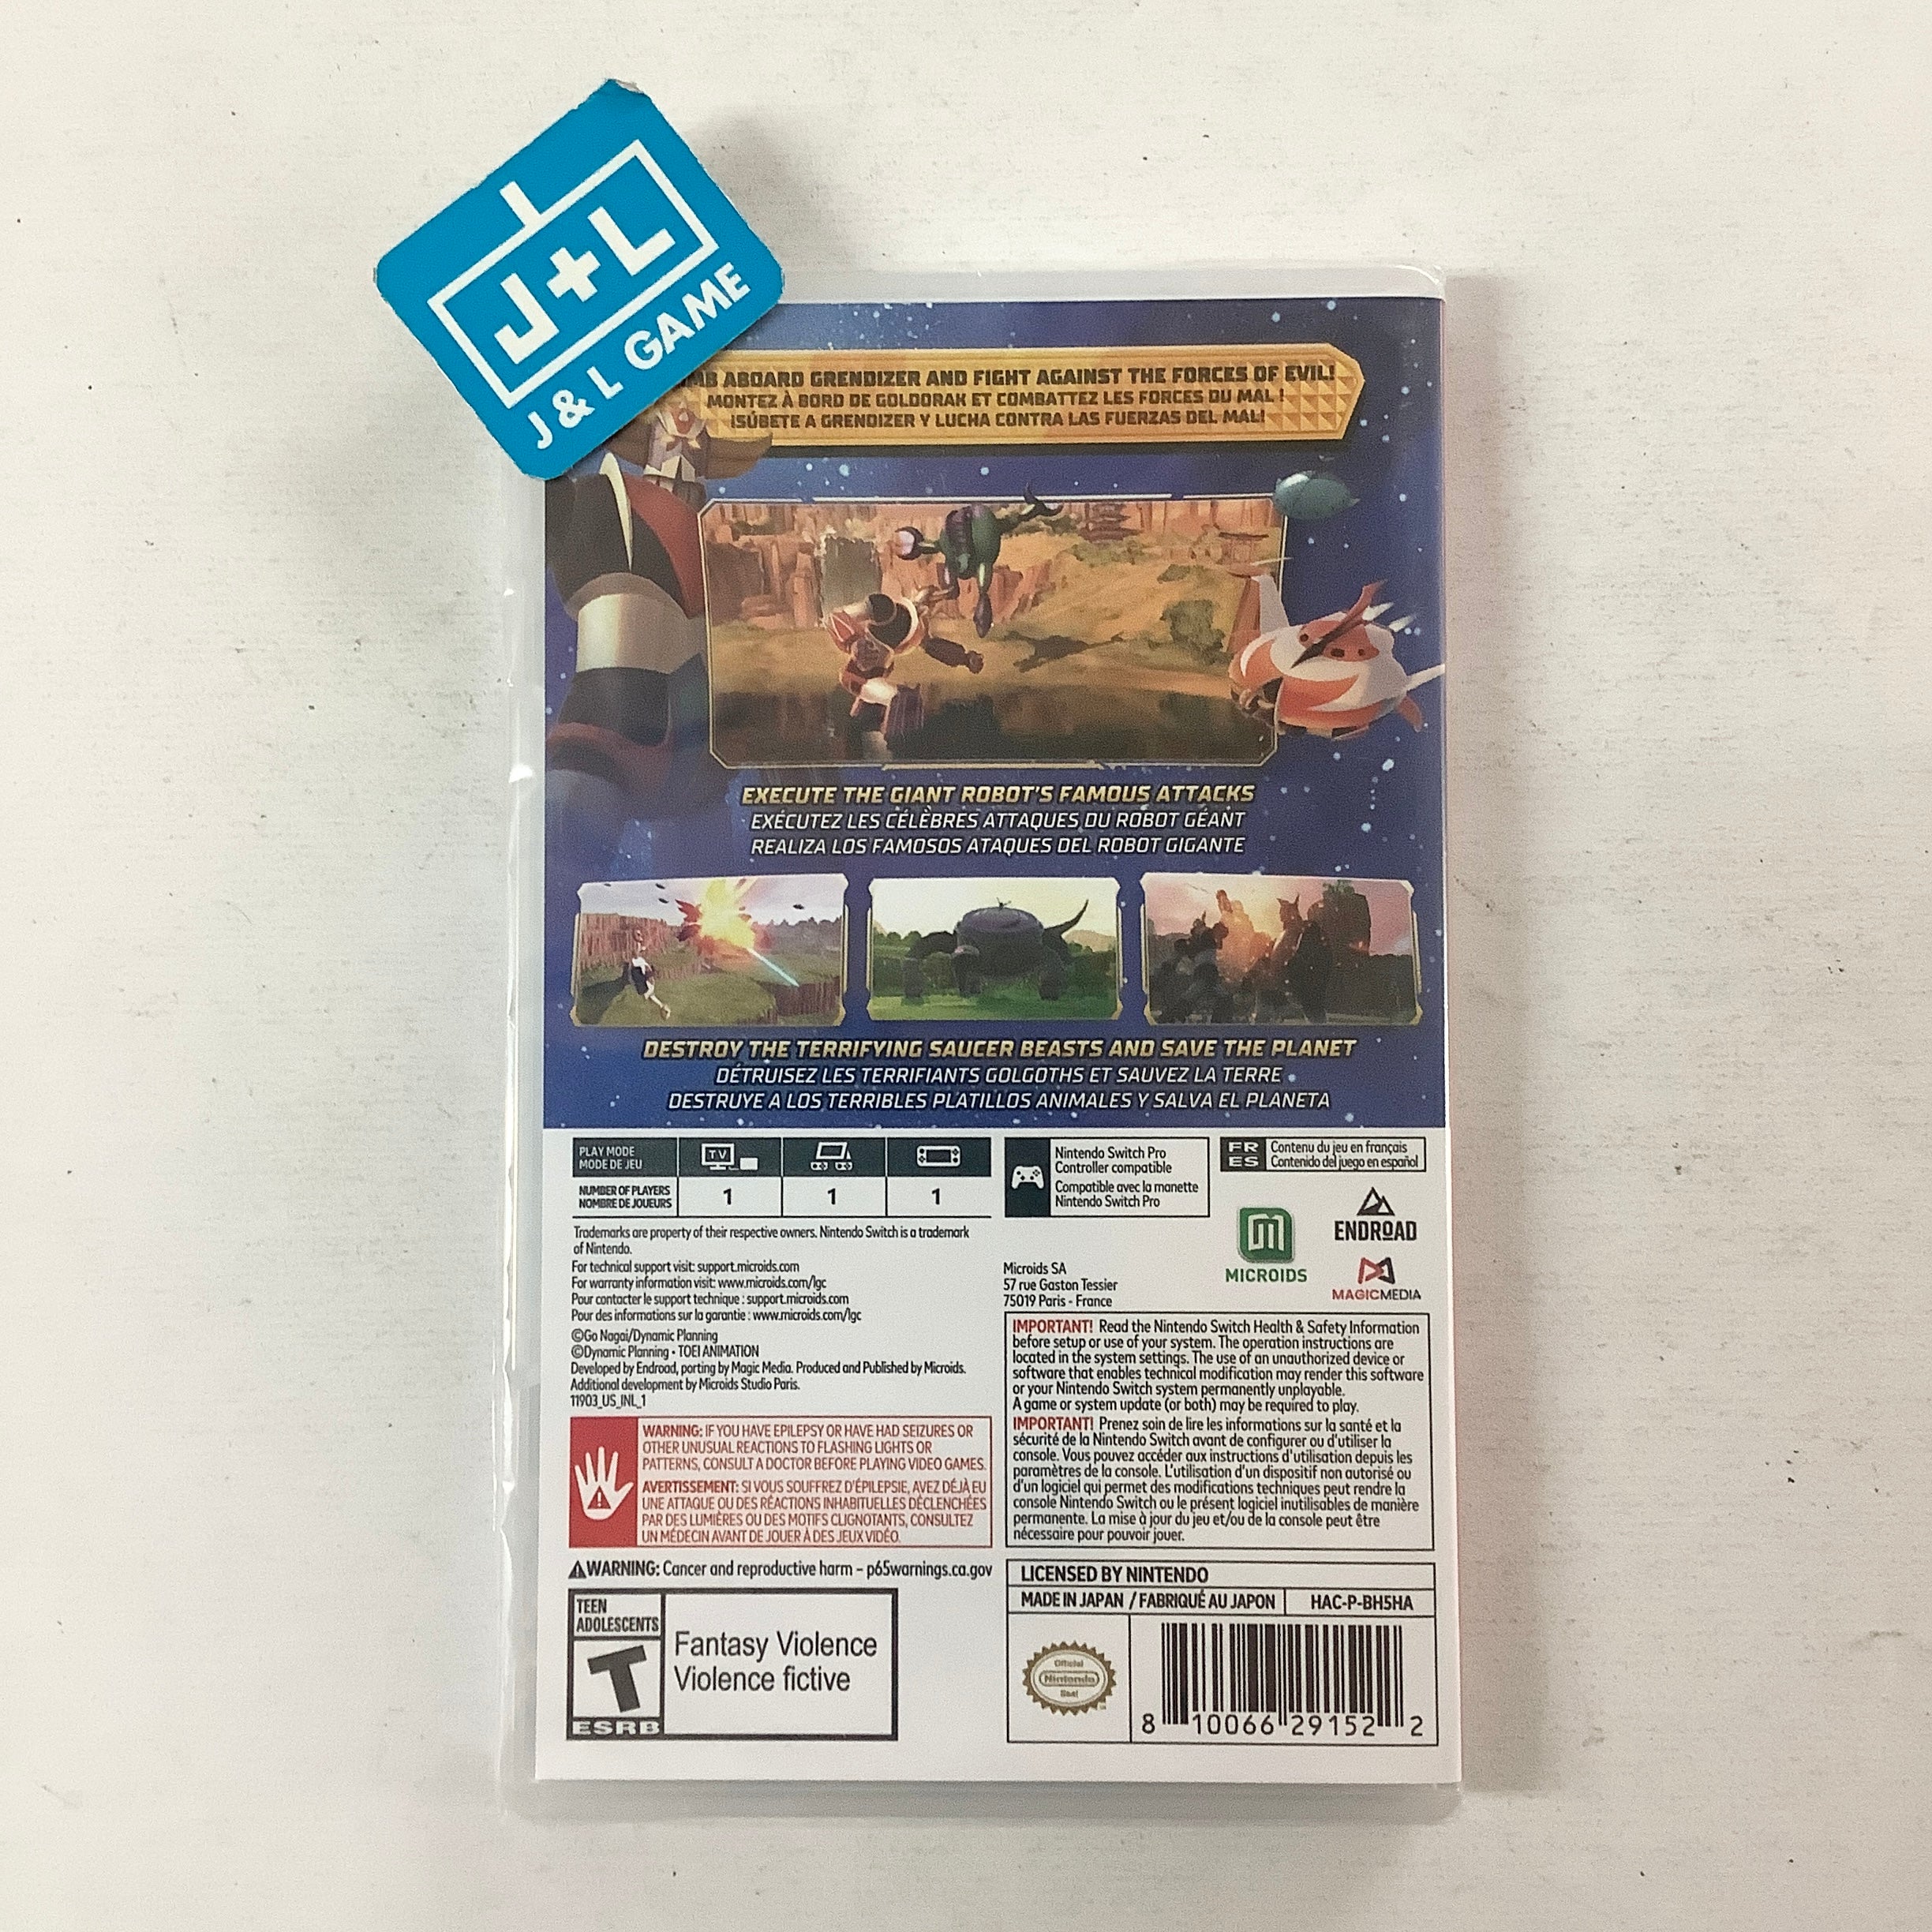 J+L
J & L GAME
ABOARD GRENDIZER AND FIGHT AGAINST THE FORCES OF EVIL!
MONTEZ À BORD DE GOLDORAK ET COMBATTEZ LES FORCES DU MAL !
¡SÚBETE A GRENDIZER Y LUCHA CONTRA LAS FUERZAS DEL MAL!
EXECUTE THE GIANT ROBOT'S FAMOUS ATTACKS
EXÉCUTEZ LES CÉLÈBRES ATTAQUES DU ROBOT GÉANT
REALIZA LOS FAMOSOS ATAQUES DEL ROBOT GIGANTE
DESTROY THE TERRIFYING SAUCER BEASTS AND SAVE THE PLANET
DÉTRUISEZ LES TERRIFIANTS GOLGOTHS ET SAUVEZ LA TERRE
DESTRUYE A LOS TERRIBLES PLATILLOS ANIMALES Y SALVA EL PLANETA
PLAY MODE
MODE DE JEU
TV
NUMBER OF PLAYERS
NOMBRE DE JOUEURS
1 1 1
Nintendo Switch Pro
Controller compatible
Compatible avec la manette
Nintendo Switch Pro
FR
ES
Contenu du jeu en français
Contenido del juego en español
Trademarks are property of their respective owners. Nintendo Switch is a trademark
of Nintendo.
For technical support visit: support.microids.com
For warranty information visit: www.microids.com/lgc
Pour contacter le support technique : support.microids.com
Pour des informations sur la garantie : www.microids.com/lgc
©Go Nagai/Dynamic Planning
©Dynamic Planning • TOEI ANIMATION
Developed by Endroad, porting by Magic Media. Produced and Published by Microids.
Additional development by Microids Studio Paris.
11903_US_INL_1
Microids SA
57 rue Gaston Tessier
75019 Paris - France
MICROIDS
ENDROAD
MAGICMEDIA
WARNING: IF YOU HAVE EPILEPSY OR HAVE HAD SEIZURES OR
OTHER UNUSUAL REACTIONS TO FLASHING LIGHTS OR
PATTERNS, CONSULT A DOCTOR BEFORE PLAYING VIDEO GAMES.
AVERTISSEMENT: SI VOUS SOUFFREZ D'ÉPILEPSIE, AVEZ DÉJÀ EU
UNE ATTAQUE OU DES RÉACTIONS INHABITUELLES DÉCLENCHÉES
PAR DES LUMIÈRES OU DES MOTIFS CLIGNOTANTS, CONSULTEZ
UN MÉDECIN AVANT DE JOUER À DES JEUX VIDÉO.
IMPORTANT! Read the Nintendo Switch Health & Safety Information
before setup or use of your system. The operation instructions are
located in the system settings. The use of an unauthorized device or
software that enables technical modification may render this software
or your Nintendo Switch system permanently unplayable.
A game or system update (or both) may be required to play.
IMPORTANT! Prenez soin de lire les informations sur la santé et la
sécurité de la Nintendo Switch avant de configurer ou d'utiliser la
console. Vous pouvez accéder aux instructions d'utilisation depuis les
paramètres de la console. L'utilisation d'un dispositif non autorisé ou
d'un logiciel qui permet des modifications techniques peut rendre la
console Nintendo Switch ou le présent logiciel inutilisables de manière
permanente. La mise à jour du jeu et/ou de la console peut être
nécessaire pour pouvoir jouer.
WARNING: Cancer and reproductive harm – p65warnings.ca.gov
TEEN
ADOLESCENTS
T
ESRB
Fantasy Violence
Violence fictive
LICENSED BY NINTENDO
MADE IN JAPAN / FABRIQUÉ AU JAPON
HAC-P-BH5HA
Official
Nintendo
Seal
8 10066 29152 2